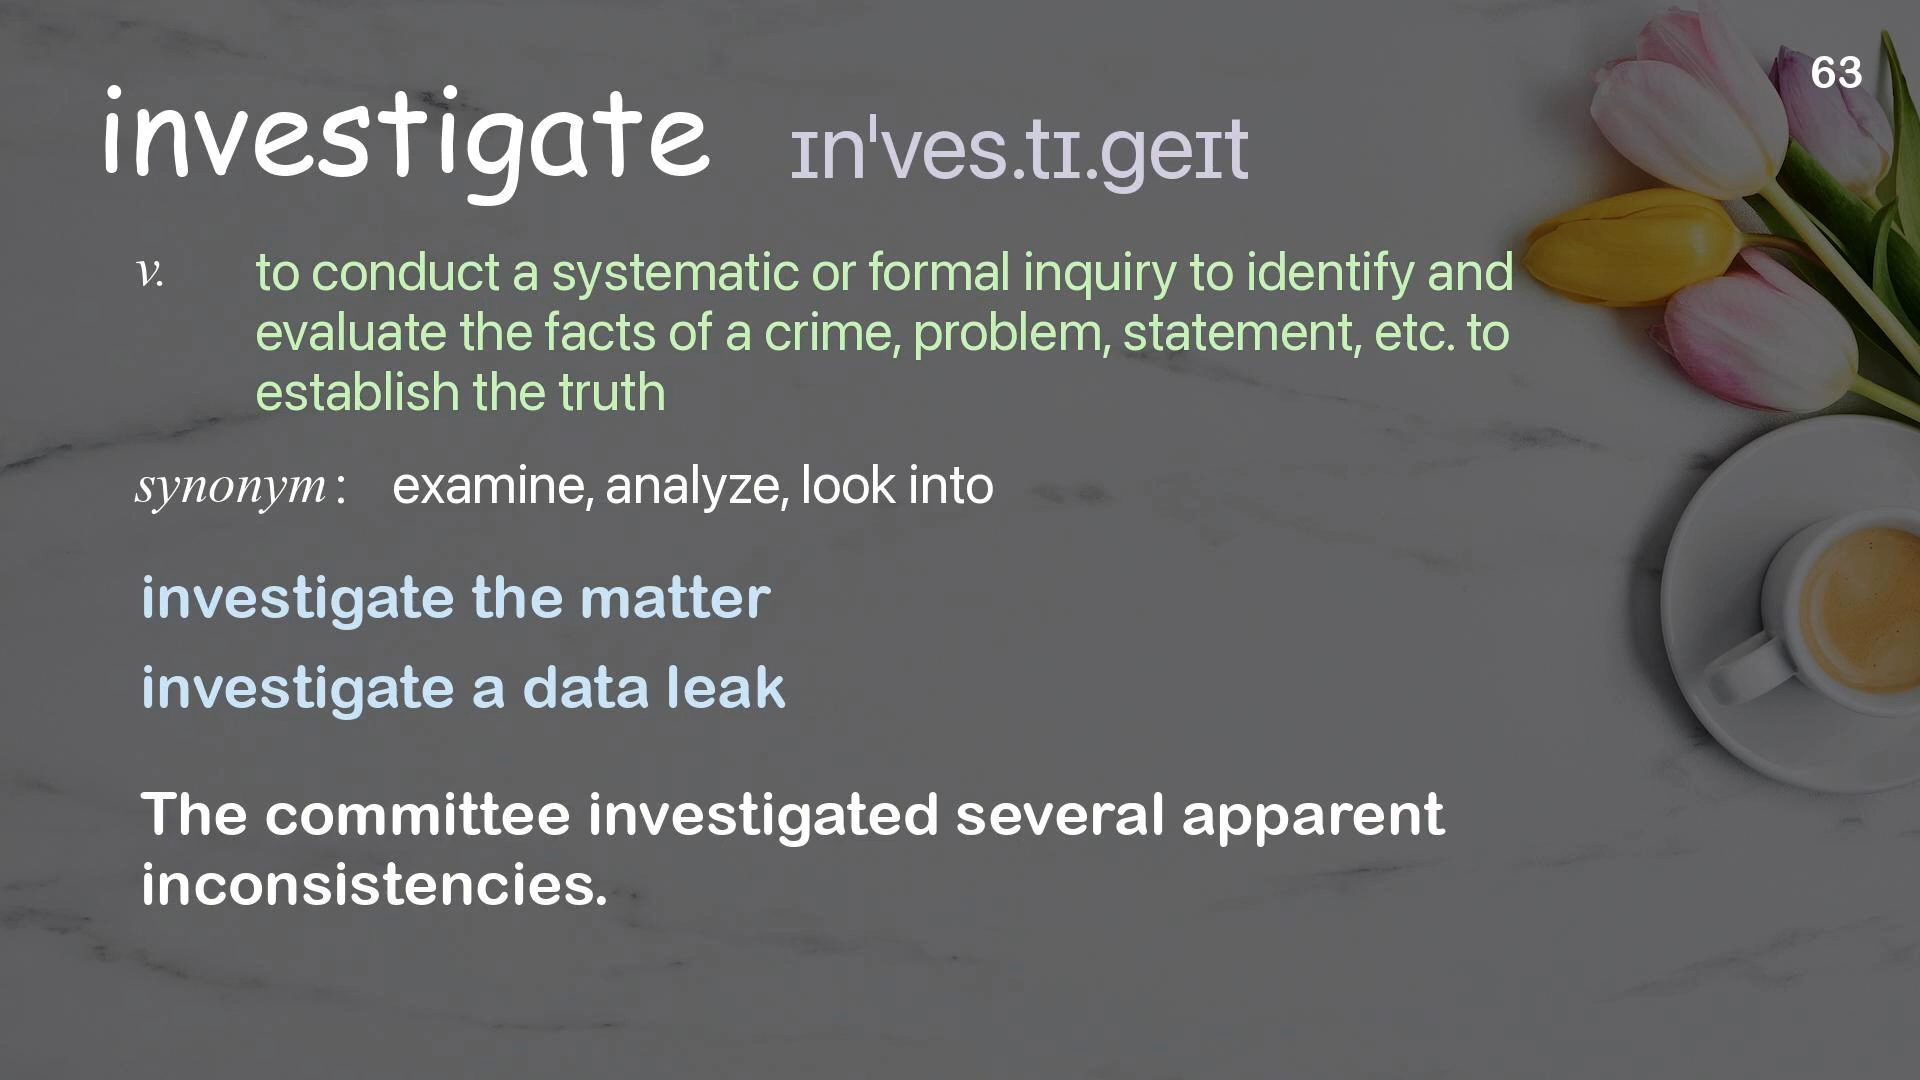 63
investigate ɪnˈves.tɪ.geɪt
v. to conduct a systematic or formal inquiry to identify and
evaluate the facts of a crime, problem, statement, etc. to
establish the truth
synonym : examine, analyze, look into
investigate the matter
investigate a data leak
The committee investigated several apparent
inconsistencies.